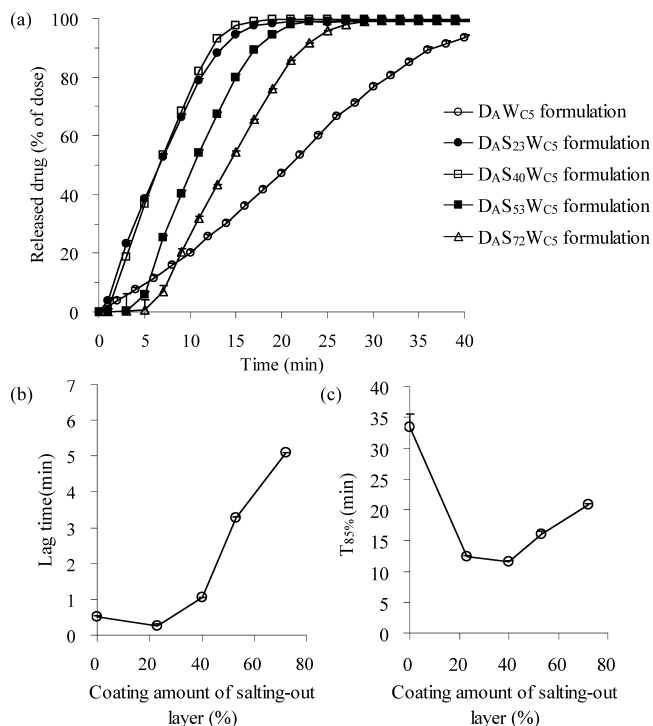 (a)
100
80
60
40
20
0
Released drug (% of dose)
0 5 10 15 20 25 30 35 40
Time (min)
DAWC5 formulation
DAS23WC5 formulation
DAS40WC5 formulation
DAS53WC5 formulation
DAS72WC5 formulation
(b)
7
6
5
4
3
2
1
0
Lag time(min)
0 20 40 60 80
Coating amount of salting-out
layer (%)
(c)
40
35
30
25
20
15
10
5
0
T85% (min)
0 20 40 60 80
Coating amount of salting-out
layer (%)